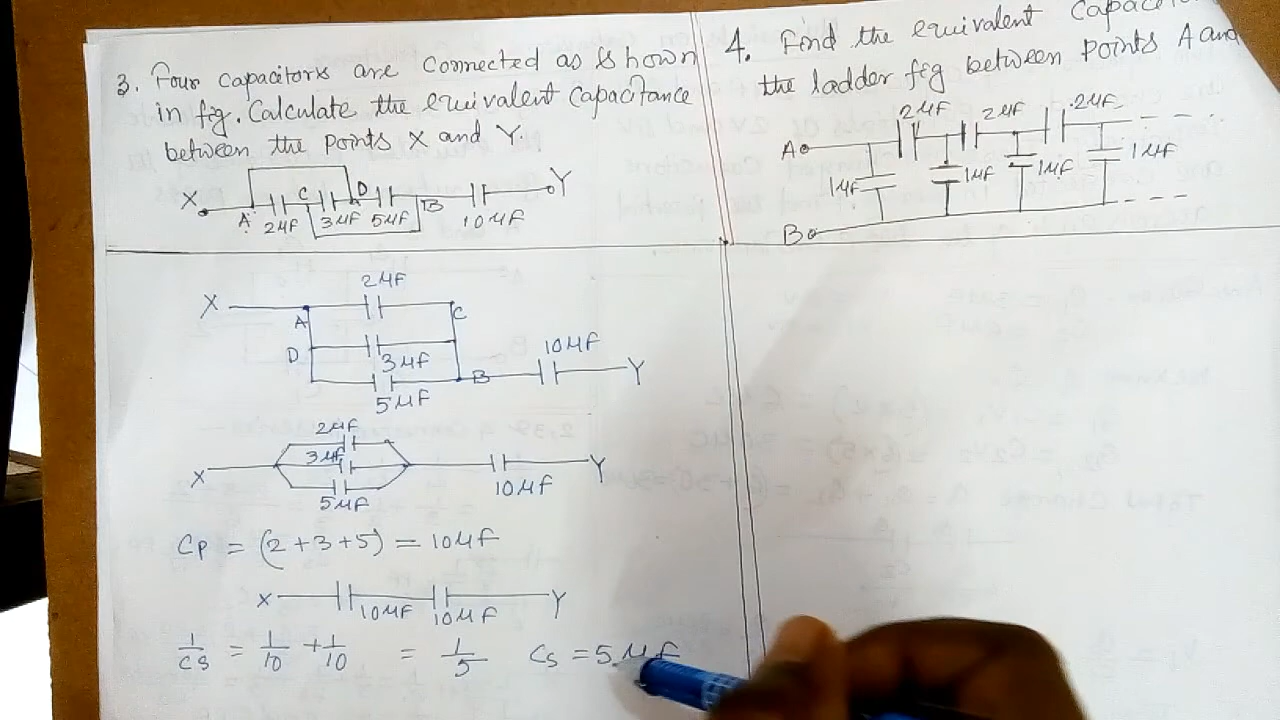 3. Four capacitors are connected as shown
in fig. Calculate the equivalent capacitance
between the points X and Y.
X A C D B Y
2μF 3μF 5μF 10μF
4. Find the equivalent
the ladder fig between points A and
2μF 2μF 2μF
A
1μF 1μF 1μF 1μF
B
2μF
X A C
D 3μF 10μF
B Y
5μF
2μF
3μF
X Y
5μF 10μF
Cp = (2+3+5) = 10μF
X 10μF 10μF Y
1/Cs = 1/10 + 1/10 = 1/5 Cs = 5μF